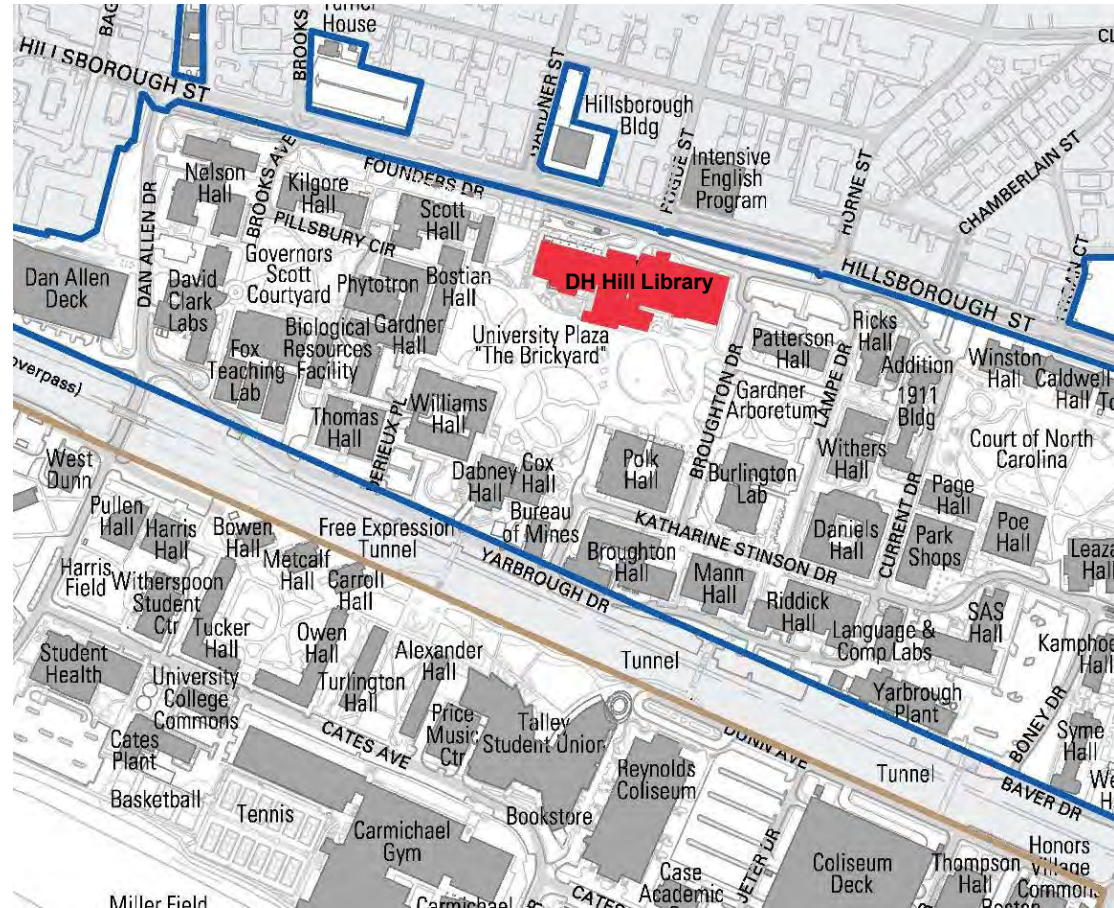 House
BROOKS
HILLSBOROUGH ST
GARDNER ST
Hillsborough
Bldg
Intensive
English
Program
HORNE ST
CHAMBERLAIN ST
Nelson
Hall
BROOKS AVE
Kilgore
Hall
FOUNDERS DR
PILLSBURY CIR
Scott
Hall
DAN ALLEN DR
Dan Allen
Deck
David
Clark
Labs
Governors
Scott
Courtyard
Phytotron
Bostian
Hall
DH Hill Library
HILLSBOROUGH ST
Gardner
Hall
Biological
Resources
Facility
Fox
Teaching
Lab
University Plaza
"The Brickyard"
Patterson
Hall
Ricks
Hall
Addition
1911
Bldg
Winston
Hall
Caldwell
Hall
BROUGHTON DR
Gardner
Arboretum
LAMPE DR
Court of North
Carolina
overpass)
Thomas
Hall
DERIEUX PL
Williams
Hall
Withers
Hall
West
Dunn
Dabney
Hall
Cox
Hall
Polk
Hall
Burlington
Lab
Page
Hall
CURRENT DR
Poe
Hall
Pullen
Hall
Harris
Hall
Bowen
Hall
Free Expression
Tunnel
Bureau
of Mines
KATHARINE STINSON DR
Daniels
Hall
Park
Shops
Harris
Field
Metcalf
Hall
Carroll
Hall
YARBROUGH DR
Broughton
Hall
Mann
Hall
Riddick
Hall
Witherspoon
Student
Ctr
Tucker
Hall
Owen
Hall
Alexander
Hall
Tunnel
Language &
Comp Labs
SAS
Hall
Student
Health
University
College
Commons
Turlington
Hall
Yarbrough
Plant
BONEY DR
Syme
Hall
Cates
Plant
CATES AVE
Price
Music
Ctr
Talley
Student Union
DUNN AVE
Tunnel
BAVER DR
Basketball
Tennis
Bookstore
Reynolds
Coliseum
Carmichael
Gym
JETER DR
Coliseum
Deck
Thompson
Hall
Honors
Village
Commons
Case
Academic
CATES
Miller Field
Carmichael